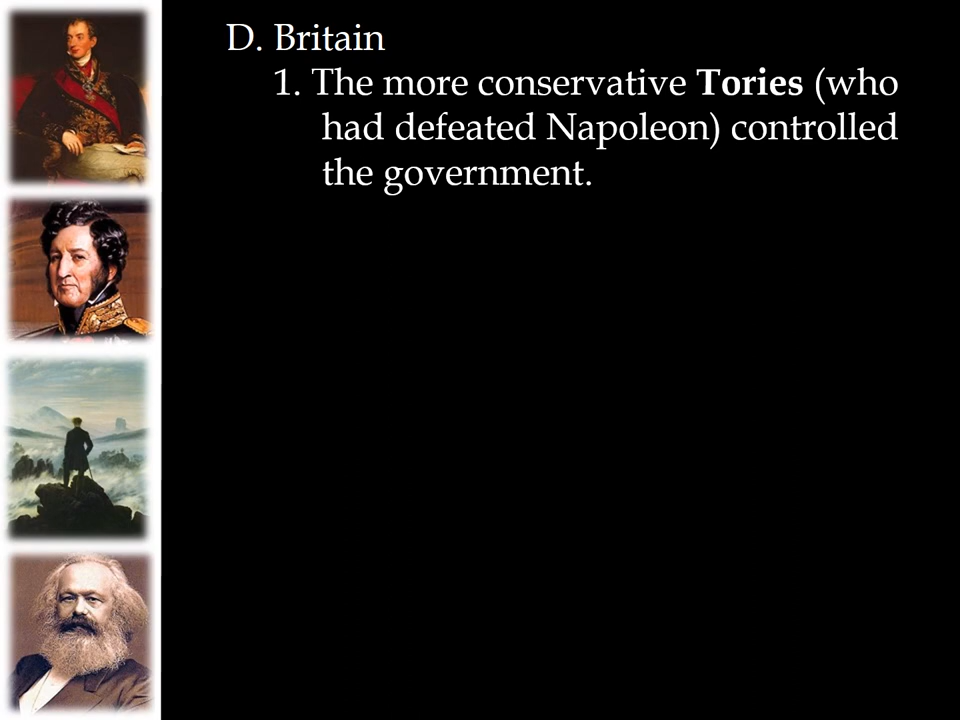 D. Britain
1. The more conservative Tories (who
had defeated Napoleon) controlled
the government.